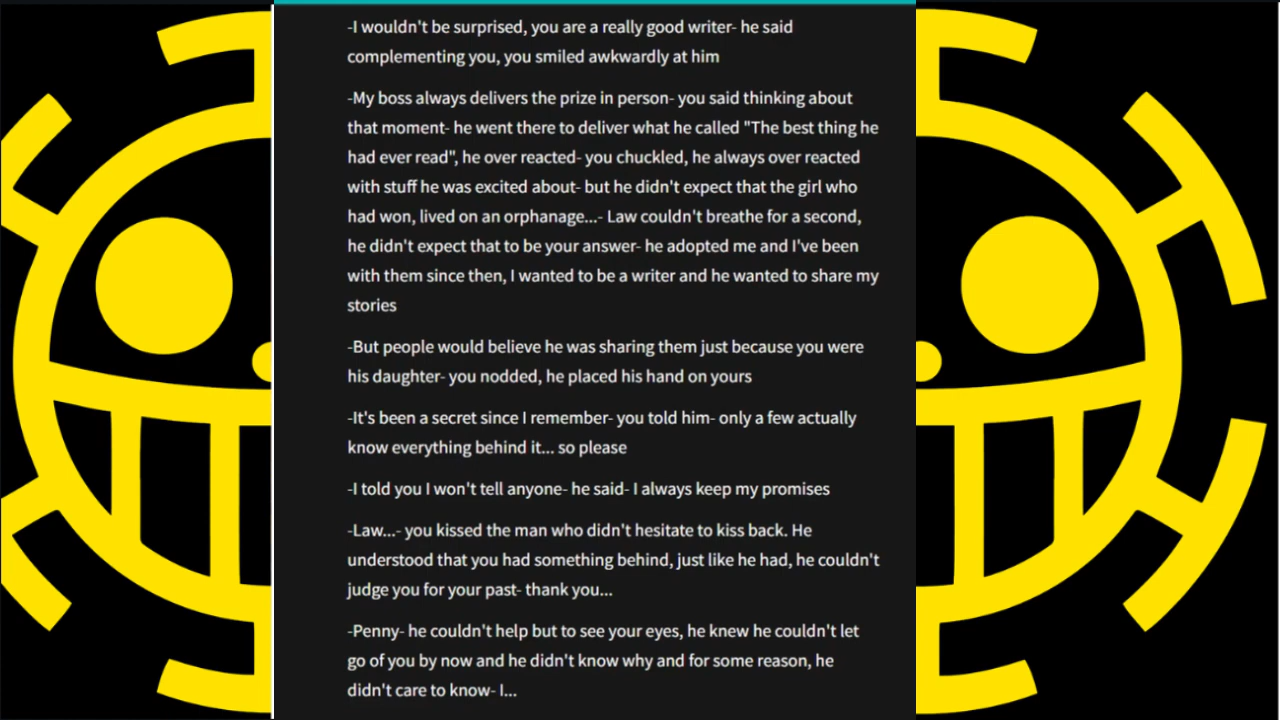 -I wouldn't be surprised, you are a really good writer- he said
complementing you, you smiled awkwardly at him
-My boss always delivers the prize in person- you said thinking about
that moment- he went there to deliver what he called "The best thing he
had ever read", he over reacted- you chuckled, he always over reacted
with stuff he was excited about- but he didn't expect that the girl who
had won, lived on an orphanage...- Law couldn't breathe for a second,
he didn't expect that to be your answer- he adopted me and I've been
with them since then, I wanted to be a writer and he wanted to share my
stories
-But people would believe he was sharing them just because you were
his daughter- you nodded, he placed his hand on yours
-It's been a secret since I remember- you told him- only a few actually
know everything behind it... so please
-I told you I won't tell anyone- he said- I always keep my promises
-Law...- you kissed the man who didn't hesitate to kiss back. He
understood that you had something behind, just like he had, he couldn't
judge you for your past- thank you...
-Penny- he couldn't help but to see your eyes, he knew he couldn't let
go of you by now and he didn't know why and for some reason, he
didn't care to know- I...